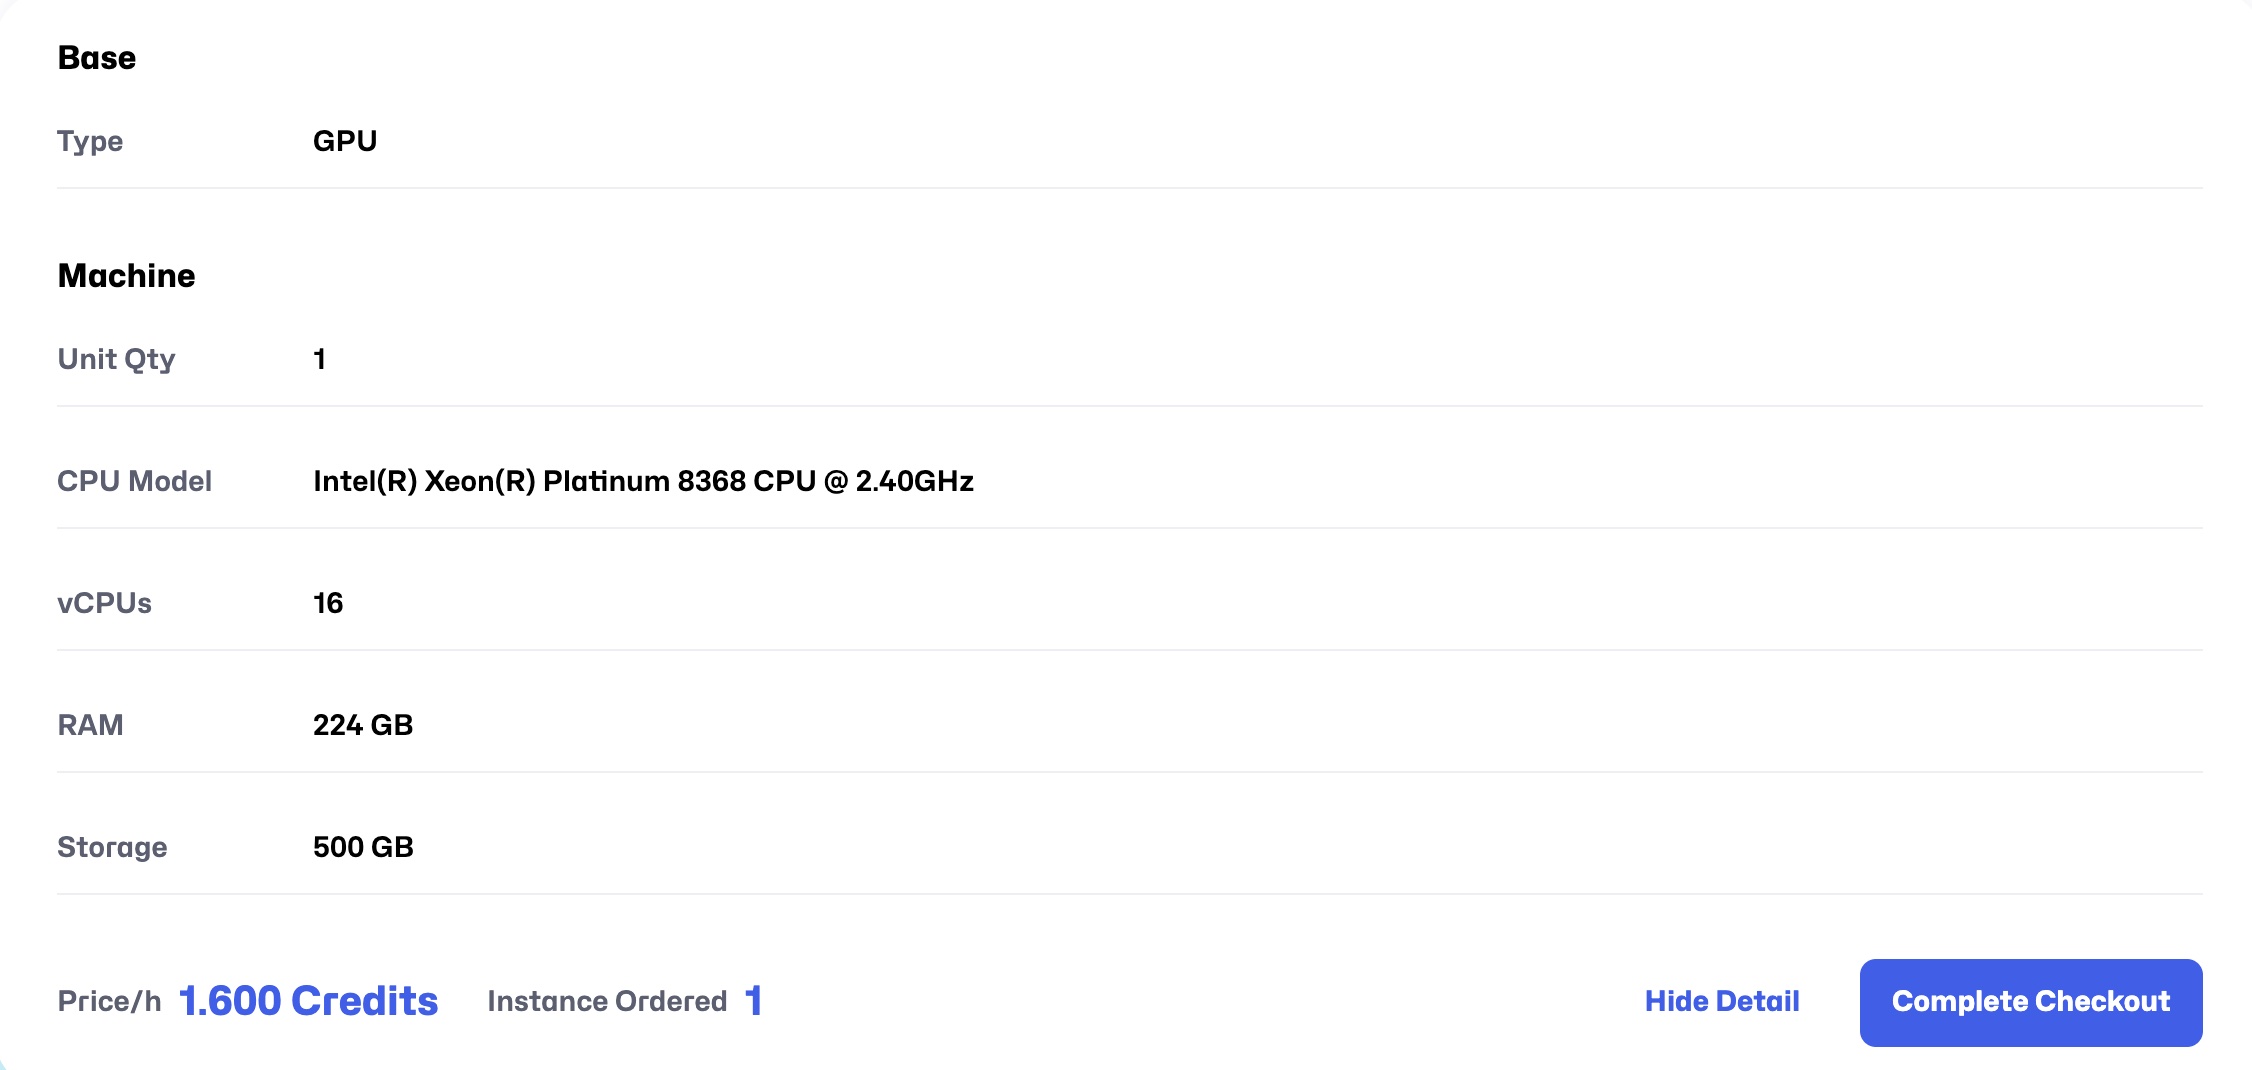 Base
Type GPU
Machine
Unit Qty 1
CPU Model Intel(R) Xeon(R) Platinum 8368 CPU @ 2.40GHz
vCPUs 16
RAM 224 GB
Storage 500 GB
Price/h 1.600 Credits Instance Ordered 1 Hide Detail Complete Checkout